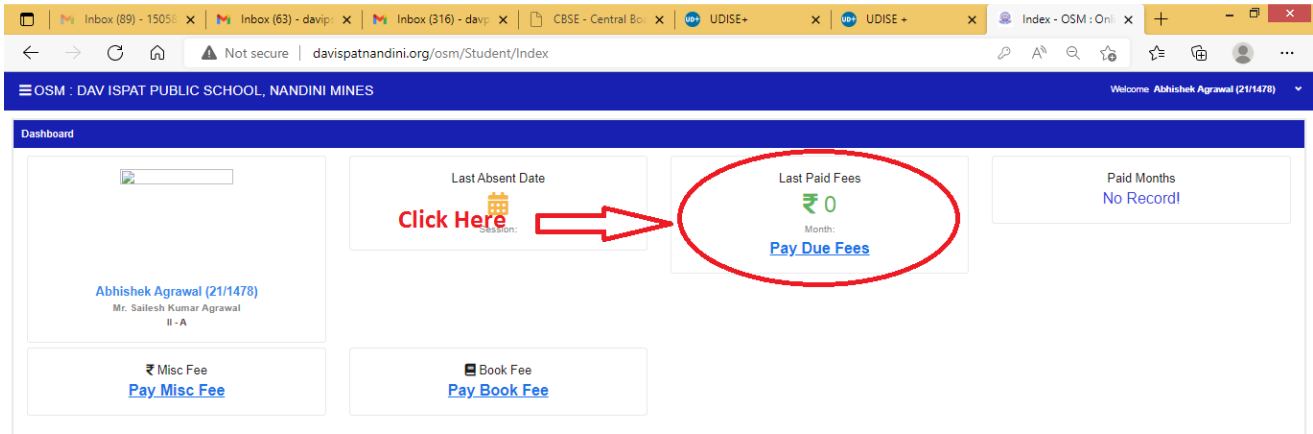 Inbox (89) - 15058
Inbox (63) - davips
Inbox (316) - davp
CBSE - Central Boa
UDISE+
UDISE +
Index - OSM : Onli
Not secure | davispatnandini.org/osm/Student/Index
OSM : DAV ISPAT PUBLIC SCHOOL, NANDINI MINES
Welcome Abhishek Agrawal (21/1478)
Dashboard
Abhishek Agrawal (21/1478)
Mr. Sailesh Kumar Agrawal
II - A
Last Absent Date
Click Here
Session:
Last Paid Fees
₹ 0
Month:
Pay Due Fees
Paid Months
No Record!
₹ Misc Fee
Pay Misc Fee
Book Fee
Pay Book Fee